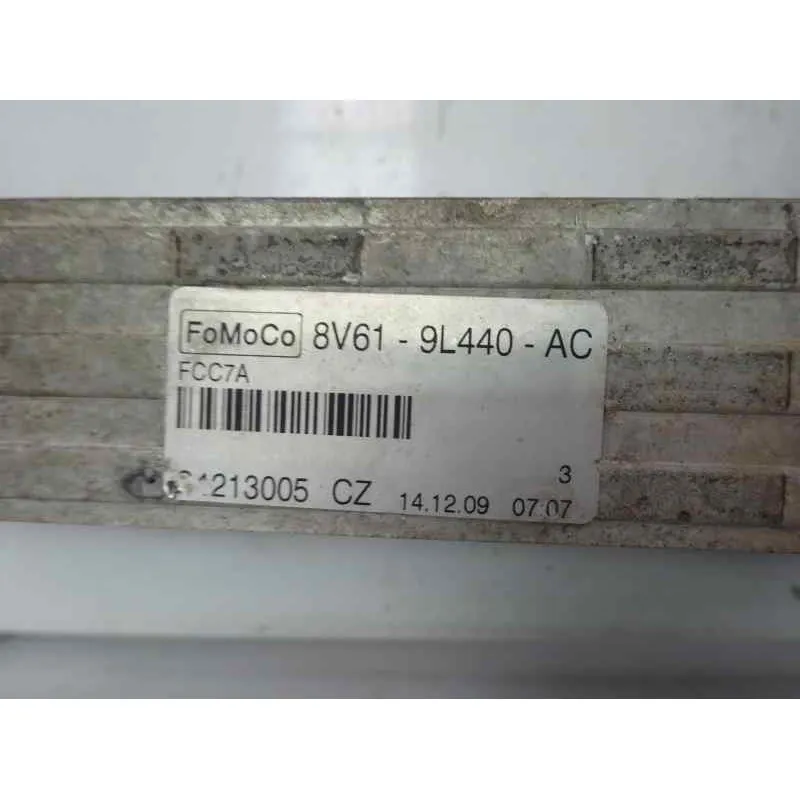 FoMoCo 8V61 - 9L440 - AC
FCC7A
3
CZ 14.12.09 07:07